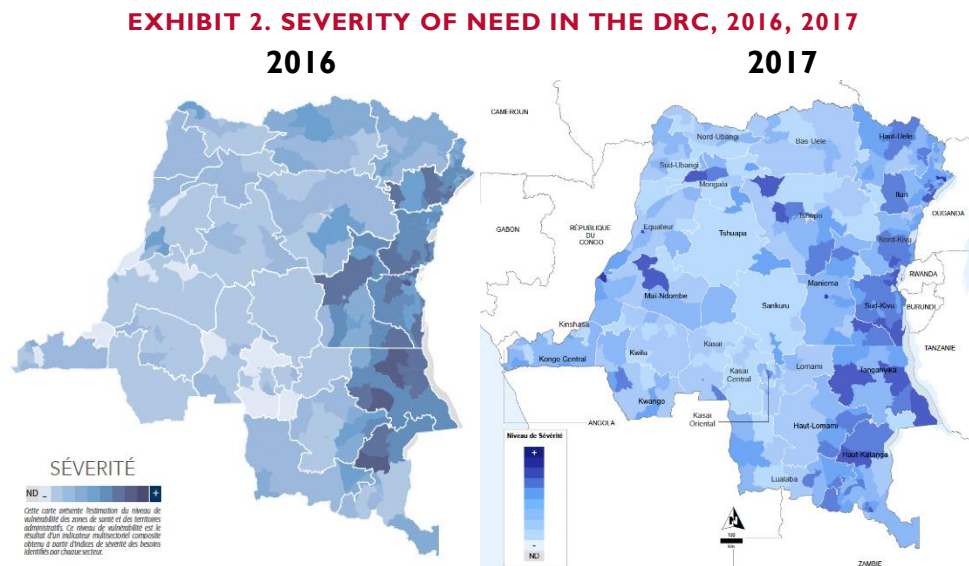 EXHIBIT 2. SEVERITY OF NEED IN THE DRC, 2016, 2017
2016
2017
SÉVERITÉ
ND - +
Cette carte présente l'estimation du niveau de
vulnérabilité des zones de santé et des territoires
administratifs. Ce niveau de vulnérabilité est le
résultat d'un indicateur multisectoriel composite
obtenu à partir d'indices de sévérité des besoins
identifiés par chaque secteur.
CAMEROUN
Nord-Ubangi
Bas-Uele
Haut-Uele
Sud-Ubangi
Mongala
Ituri
OUGANDA
GABON
RÉPUBLIQUE
DU
CONGO
Equateur
Tshopo
Tshuapa
Nord-Kivu
RWANDA
Mai-Ndombe
Maniema
Sankuru
Sud-Kivu
BURUNDI
Kinshasa
TANZANIE
Kongo Central
Kwilu
Kasai
Kasai
Central
Lomami
Tanganyika
Kwango
ANGOLA
Kasai
Oriental
Haut-Lomami
Niveau de Sévérité
+
-
ND
Haut-Katanga
Lualaba
N
Km
ZAMBIE